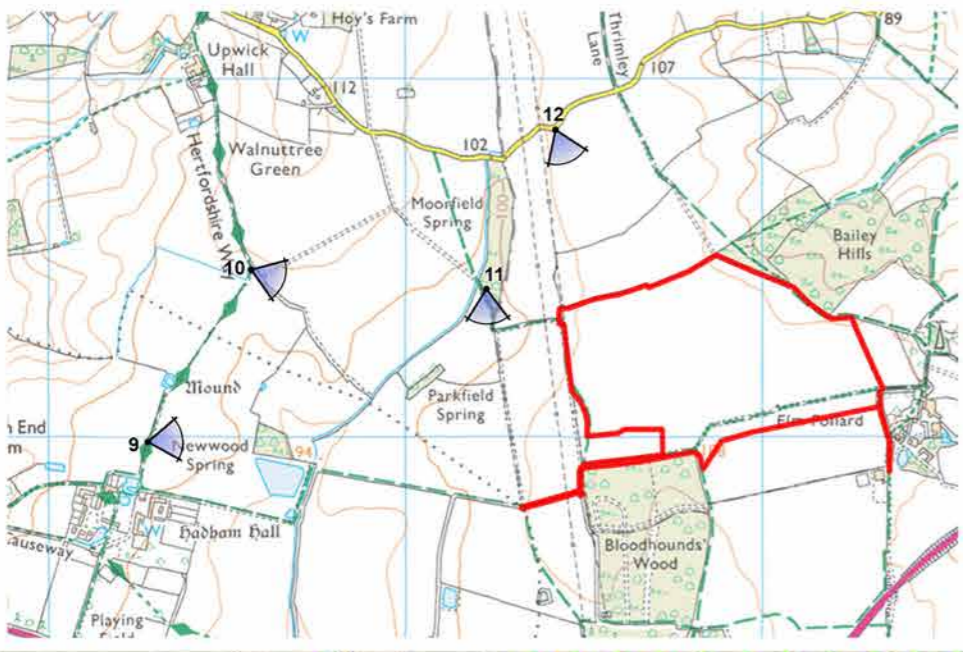 Hoy's Farm
W
89
Upwick
Hall
Thrimley
Lane
107
112
12
102
Walnuttree
Green
Hertfordshire W
Moorfield
Spring
100
Bailey
Hills
10
11
Mound
Parkfield
Spring
n End
m
9
Newwood
Spring
94
Elm Pollard
Hadham Hall
W
auseway
Bloodhounds'
Wood
Playing
Field